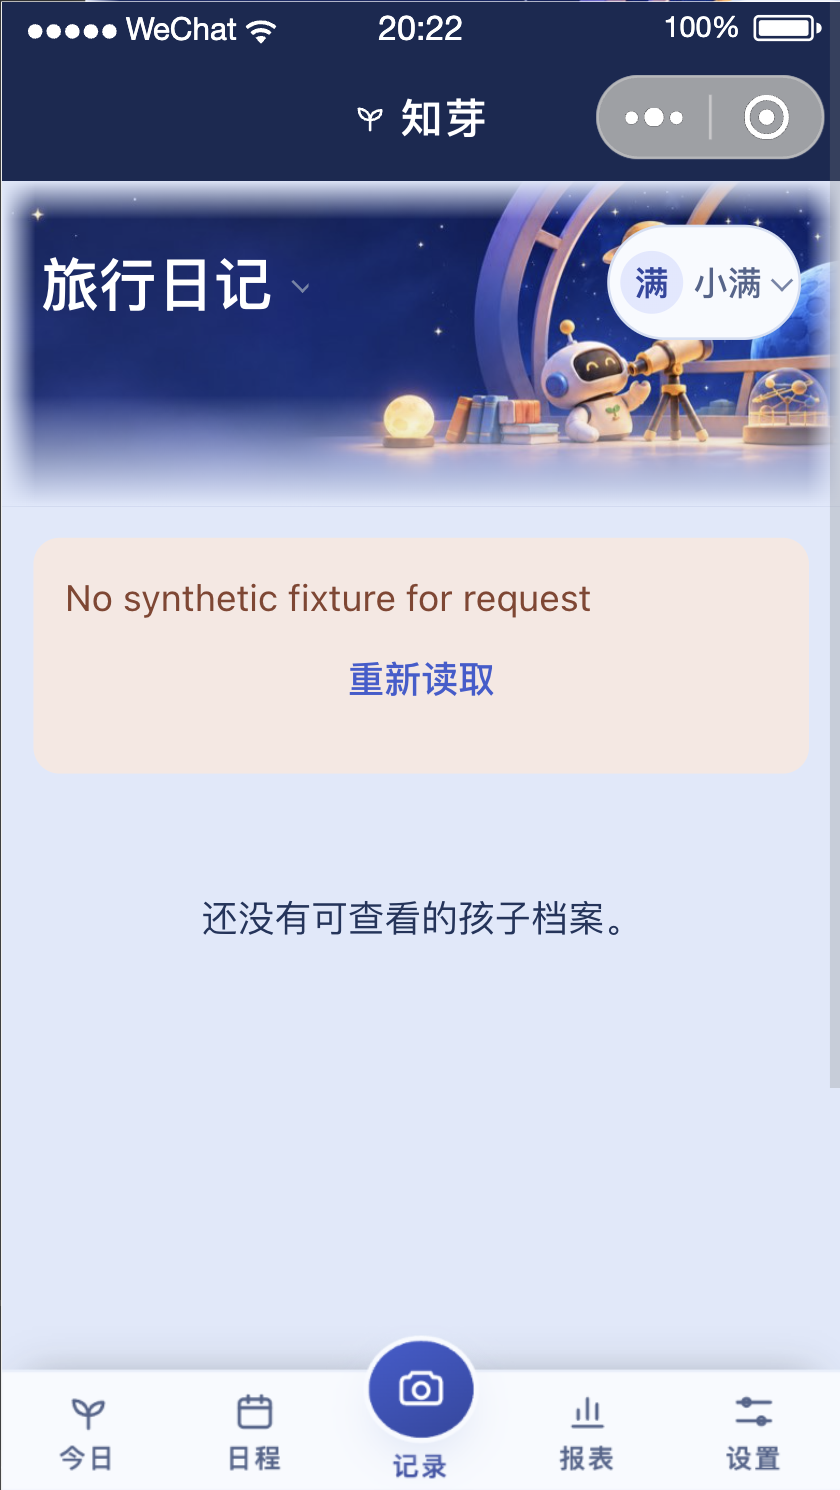 WeChat 20:22 100%
知芽
旅行日记
满 小满
No synthetic fixture for request
重新读取
还没有可查看的孩子档案。
今日 日程 记录 报表 设置